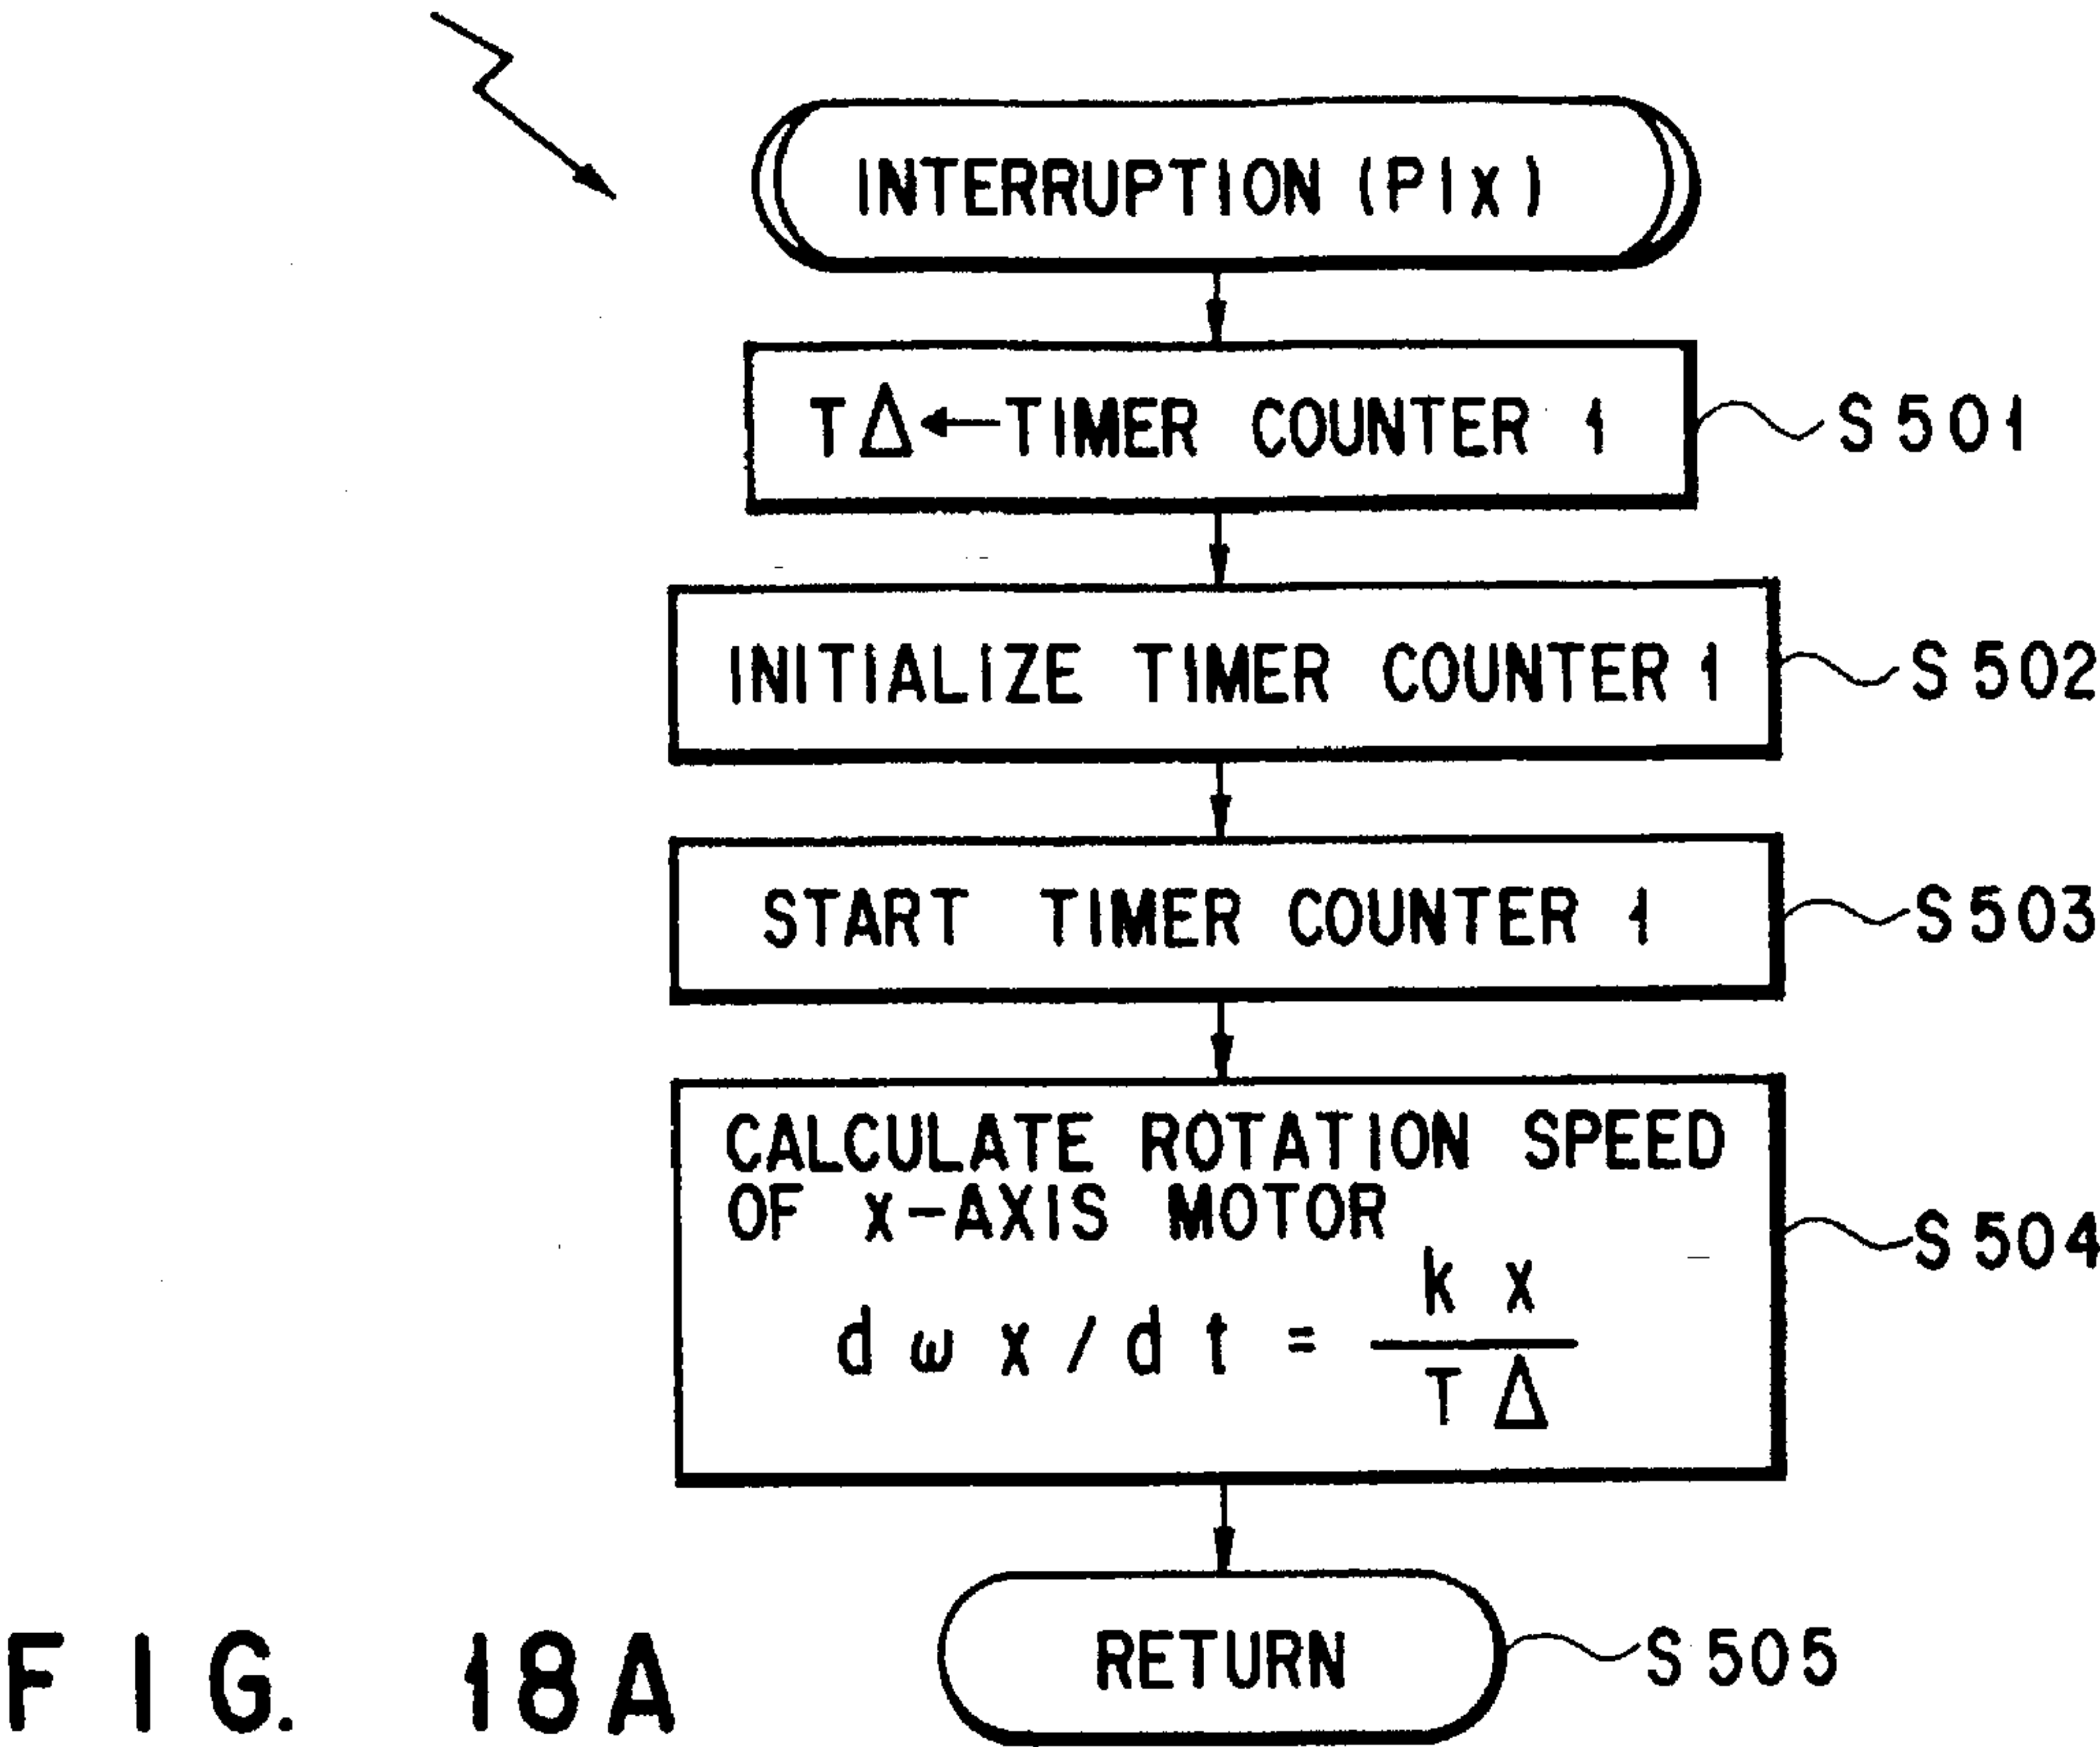 INTERRUPTION (PIx)
TΔ←TIMER COUNTER 1
S501
INITIALIZE TIMER COUNTER 1
S502
START TIMER COUNTER 1
S503
CALCULATE ROTATION SPEED
OF x-AXIS MOTOR
dωx/dt = kx/TΔ
S504
RETURN
S505
FIG. 18A